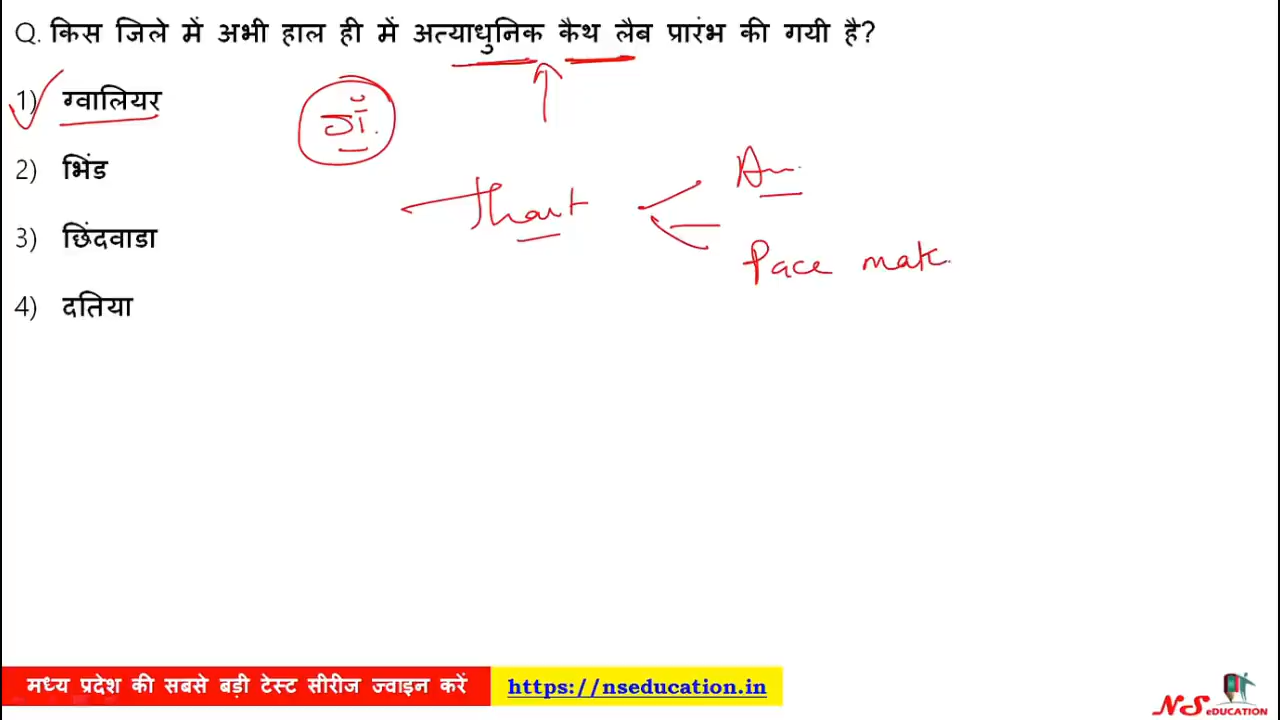 Q. किस जिले में अभी हाल ही में अत्याधुनिक कैथ लैब प्रारंभ की गयी है?
1) ग्वालियर
2) भिंड
3) छिंदवाडा
4) दतिया
Pace mak
मध्य प्रदेश की सबसे बड़ी टेस्ट सीरीज ज्वाइन करें
https://nseducation.in
NS eDUCATION